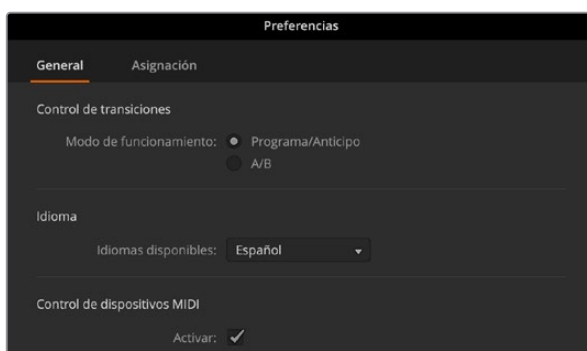 Preferencias
General Asignación
Control de transiciones
Modo de funcionamiento: Programa/Anticipo
A/B
Idioma
Idiomas disponibles: Español
Control de dispositivos MIDI
Activar: